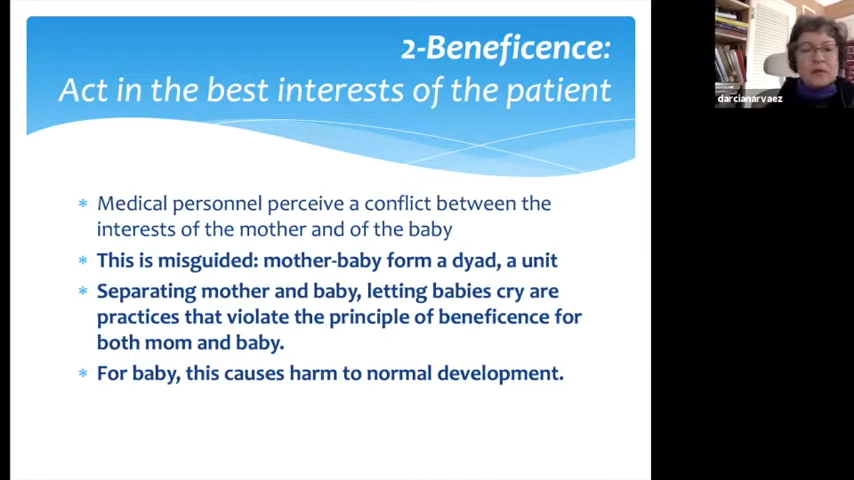 2-Beneficence:
Act in the best interests of the patient
* Medical personnel perceive a conflict between the
interests of the mother and of the baby
* This is misguided: mother-baby form a dyad, a unit
* Separating mother and baby, letting babies cry are
practices that violate the principle of beneficence for
both mom and baby.
* For baby, this causes harm to normal development.
darcianarvaez